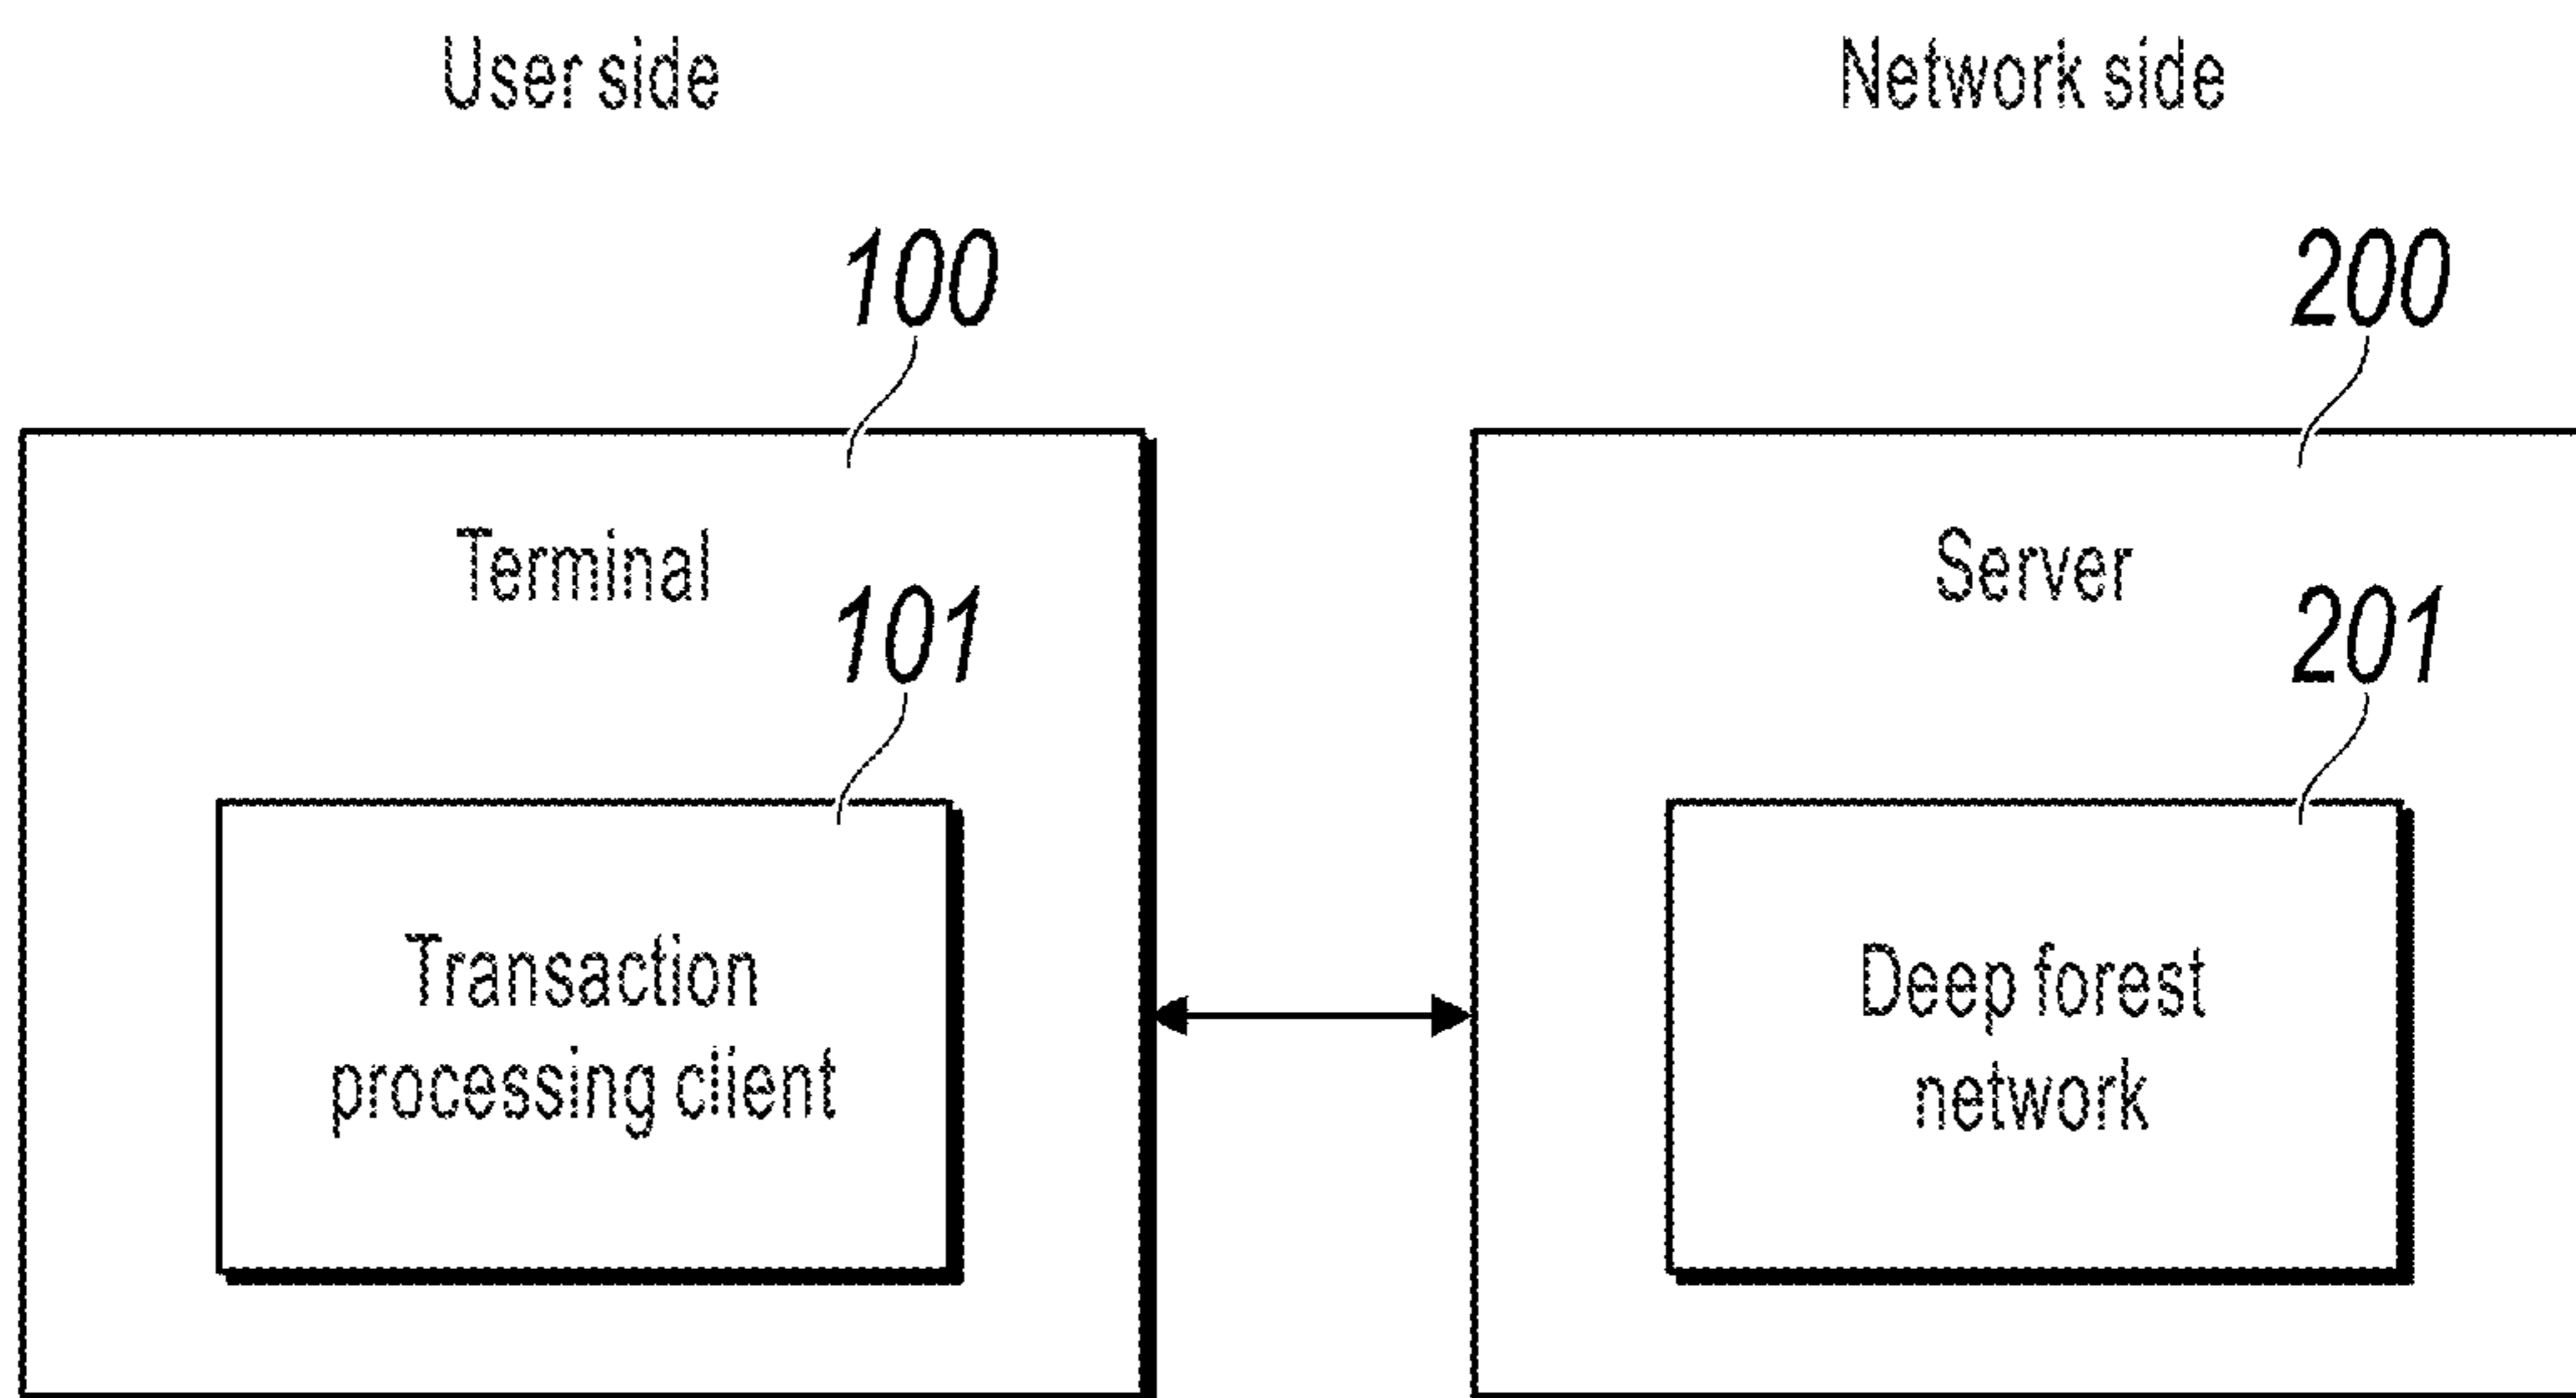 User side
Network side
100
200
Terminal
Server
101
201
Transaction
processing client
Deep forest
network